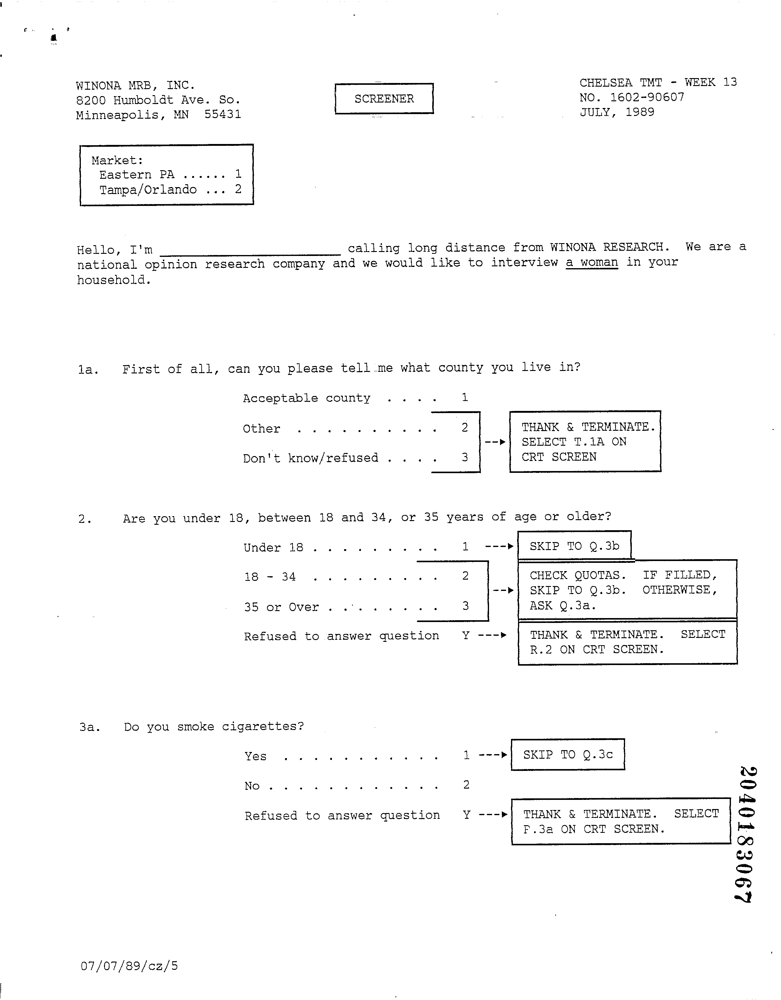 WINONA MRB, INC.
8200 Humboldt Ave. So.
Minneapolis, MN 55431
SCREENER
CHELSEA TMT - WEEK 13
NO. 1602-90607
JULY, 1989
Market:
Eastern PA ...... 1
Tampa/Orlando ... 2
Hello, I'm ____________________ calling long distance from WINONA RESEARCH. We are a
national opinion research company and we would like to interview a woman in your
household.
1a. First of all, can you please tell me what county you live in?
Acceptable county . . . . 1
Other . . . . . . . . . . 2
Don't know/refused . . . . 3
THANK & TERMINATE.
SELECT T.1A ON
CRT SCREEN
2. Are you under 18, between 18 and 34, or 35 years of age or older?
Under 18 . . . . . . . . . 1 ---> SKIP TO Q.3b
18 - 34 . . . . . . . . . 2
35 or Over . . . . . . . . 3
CHECK QUOTAS. IF FILLED,
SKIP TO Q.3b. OTHERWISE,
ASK Q.3a.
Refused to answer question Y ---> THANK & TERMINATE. SELECT
R.2 ON CRT SCREEN.
3a. Do you smoke cigarettes?
Yes . . . . . . . . . . . 1 ---> SKIP TO Q.3c
No . . . . . . . . . . . . 2
Refused to answer question Y ---> THANK & TERMINATE. SELECT
F.3a ON CRT SCREEN.
2040183067
07/07/89/cz/5